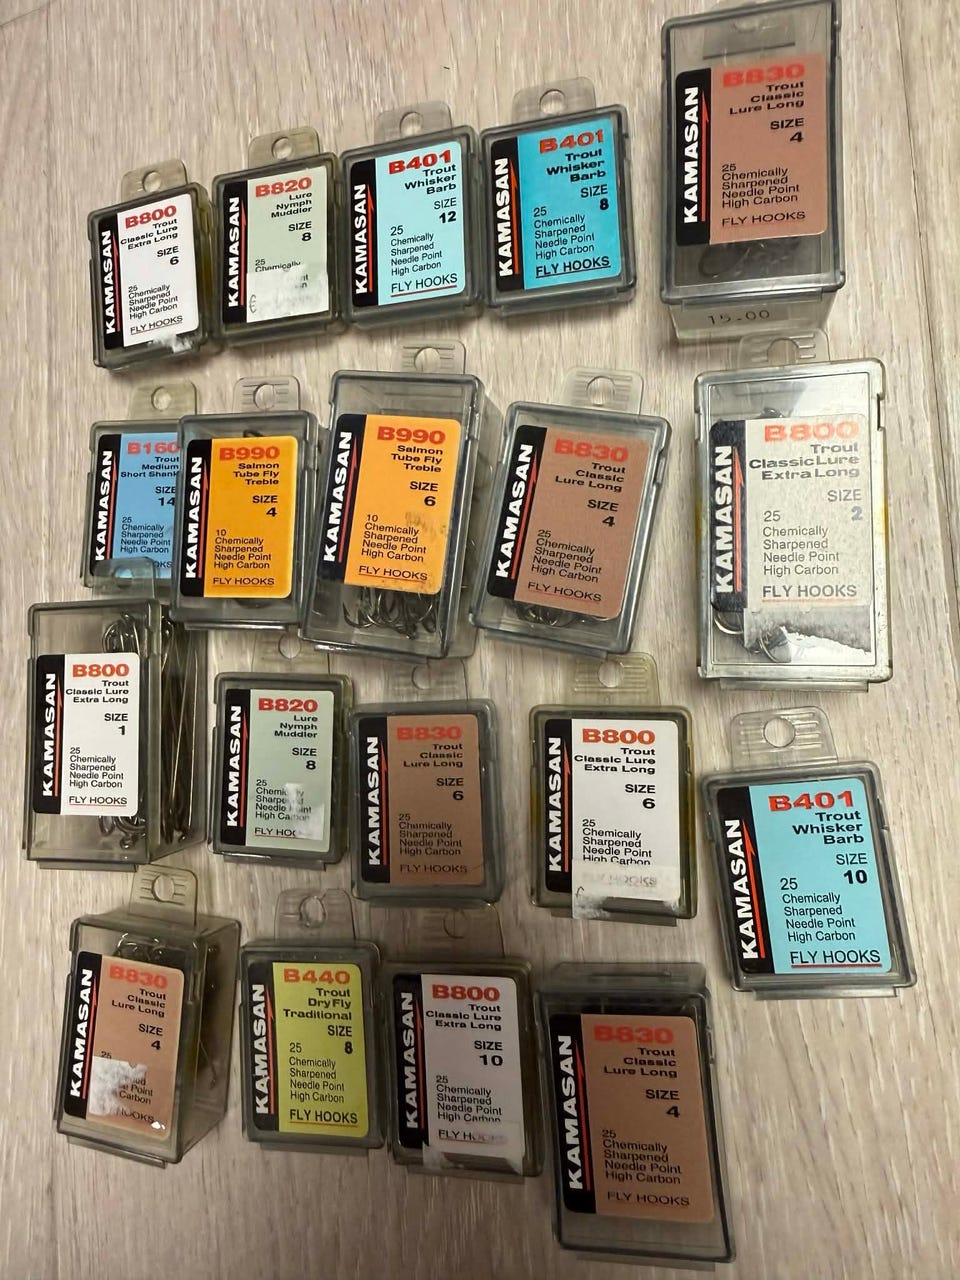 KAMASAN
B800
Trout
Classic Lure
Extra Long
SIZE
6
25
Chemically
Sharpened
Needle Point
High Carbon
FLY HOOKS
KAMASAN
B820
Lure
Nymph
Muddler
SIZE
8
25
Chemically
KAMASAN
B401
Trout
Whisker
Barb
SIZE
12
25
Chemically
Sharpened
Needle Point
High Carbon
FLY HOOKS
KAMASAN
B401
Trout
Whisker
Barb
SIZE
8
25
Chemically
Sharpened
Needle Point
High Carbon
FLY HOOKS
KAMASAN
B830
Trout
Classic
Lure Long
SIZE
4
25
Chemically
Sharpened
Needle Point
High Carbon
FLY HOOKS
15-00
KAMASAN
B160
Trout
Medium
Short Shank
SIZE
14
25
Chemically
Sharpened
Needle Point
High Carbon
KAMASAN
B990
Salmon
Tube Fly
Treble
SIZE
4
10
Chemically
Sharpened
Needle Point
High Carbon
FLY HOOKS
KAMASAN
B990
Salmon
Tube Fly
Treble
SIZE
6
10
Chemically
Sharpened
Needle Point
High Carbon
FLY HOOKS
KAMASAN
B830
Trout
Classic
Lure Long
SIZE
4
25
Chemically
Sharpened
Needle Point
High Carbon
FLY HOOKS
KAMASAN
B800
Trout
Classic Lure
Extra Long
SIZE
2
25
Chemically
Sharpened
Needle Point
High Carbon
FLY HOOKS
KAMASAN
B800
Trout
Classic Lure
Extra Long
SIZE
1
25
Chemically
Sharpened
Needle Point
High Carbon
FLY HOOKS
KAMASAN
B820
Lure
Nymph
Muddler
SIZE
8
25
Point
High
FLY
KAMASAN
B830
Trout
Classic
Lure Long
SIZE
6
25
Chemically
Sharpened
Needle Point
High Carbon
FLY HOOKS
KAMASAN
B800
Trout
Classic Lure
Extra Long
SIZE
6
25
Chemically
Sharpened
Needle Point
High Carbon
FLY HOOKS
KAMASAN
B401
Trout
Whisker
Barb
SIZE
10
25
Chemically
Sharpened
Needle Point
High Carbon
FLY HOOKS
KAMASAN
B830
Trout
Classic
Lure Long
SIZE
4
25
Point
Carbon
HOOKS
KAMASAN
B440
Trout
Dry Fly
Traditional
SIZE
8
25
Chemically
Sharpened
Needle Point
High Carbon
FLY HOOKS
KAMASAN
B800
Trout
Classic Lure
Extra Long
SIZE
10
25
Chemically
Sharpened
Needle Point
High Carbon
FLY
KAMASAN
B830
Trout
Classic
Lure Long
SIZE
4
25
Chemically
Sharpened
Needle Point
High Carbon
FLY HOOKS